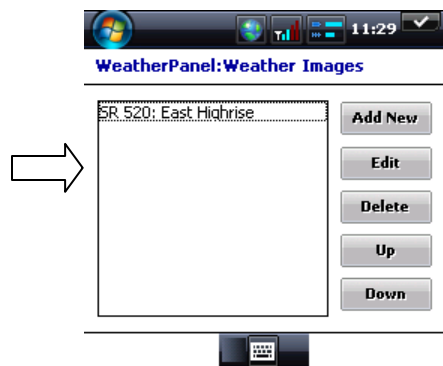 11:29
WeatherPanel:Weather Images
SR 520: East Highrise
Add New
Edit
Delete
Up
Down